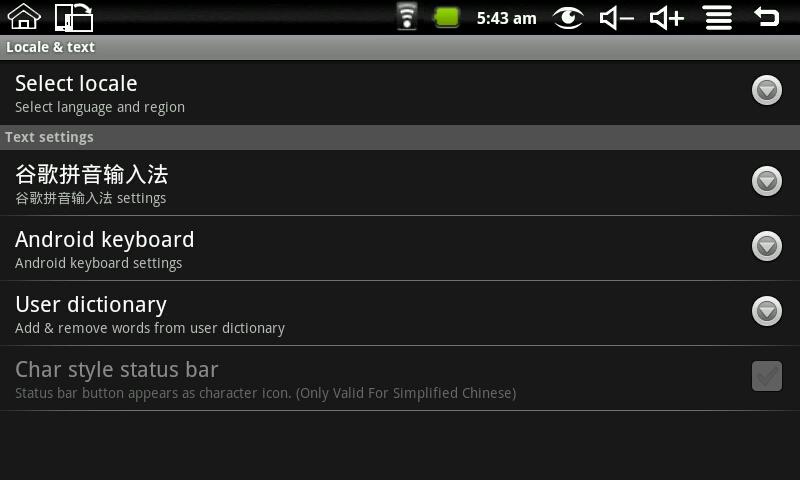 5:43 am
Locale & text
Select locale
Select language and region
Text settings
谷歌拼音输入法
谷歌拼音输入法 settings
Android keyboard
Android keyboard settings
User dictionary
Add & remove words from user dictionary
Char style status bar
Status bar button appears as character icon. (Only Valid For Simplified Chinese)